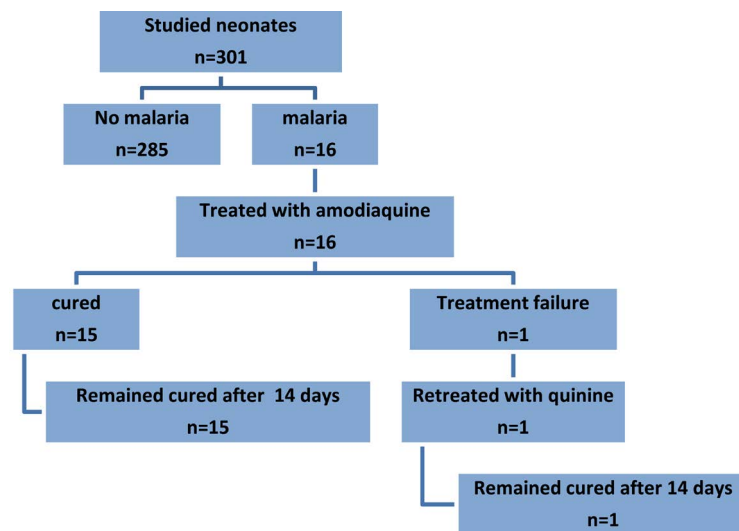 Studied neonates
n=301
No malaria
n=285
malaria
n=16
Treated with amodiaquine
n=16
cured
n=15
Treatment failure
n=1
Remained cured after 14 days
n=15
Retreated with quinine
n=1
Remained cured after 14 days
n=1